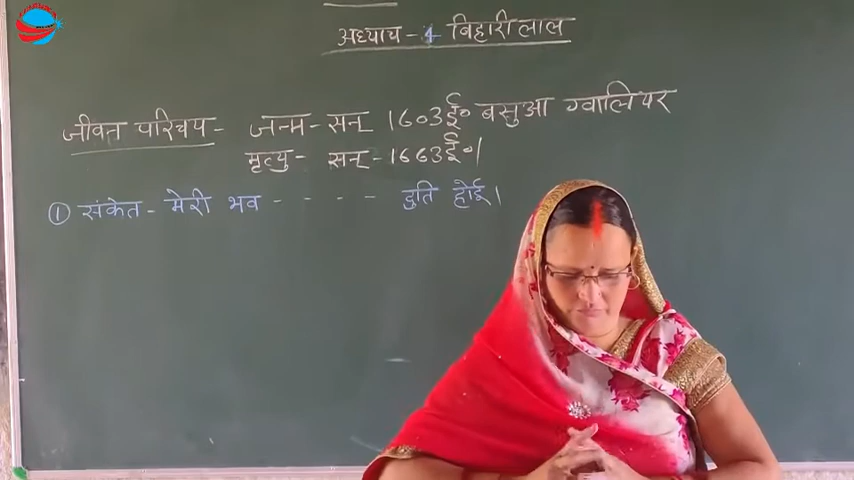 अध्याय - 4 बिहारीलाल
जीवन परिचय - जन्म - सन् 1603ई० बसुआ ग्वालियर
मृत्यु - सन् - 1663ई०।
① संकेत - मेरी भव - - - - दुति होई।